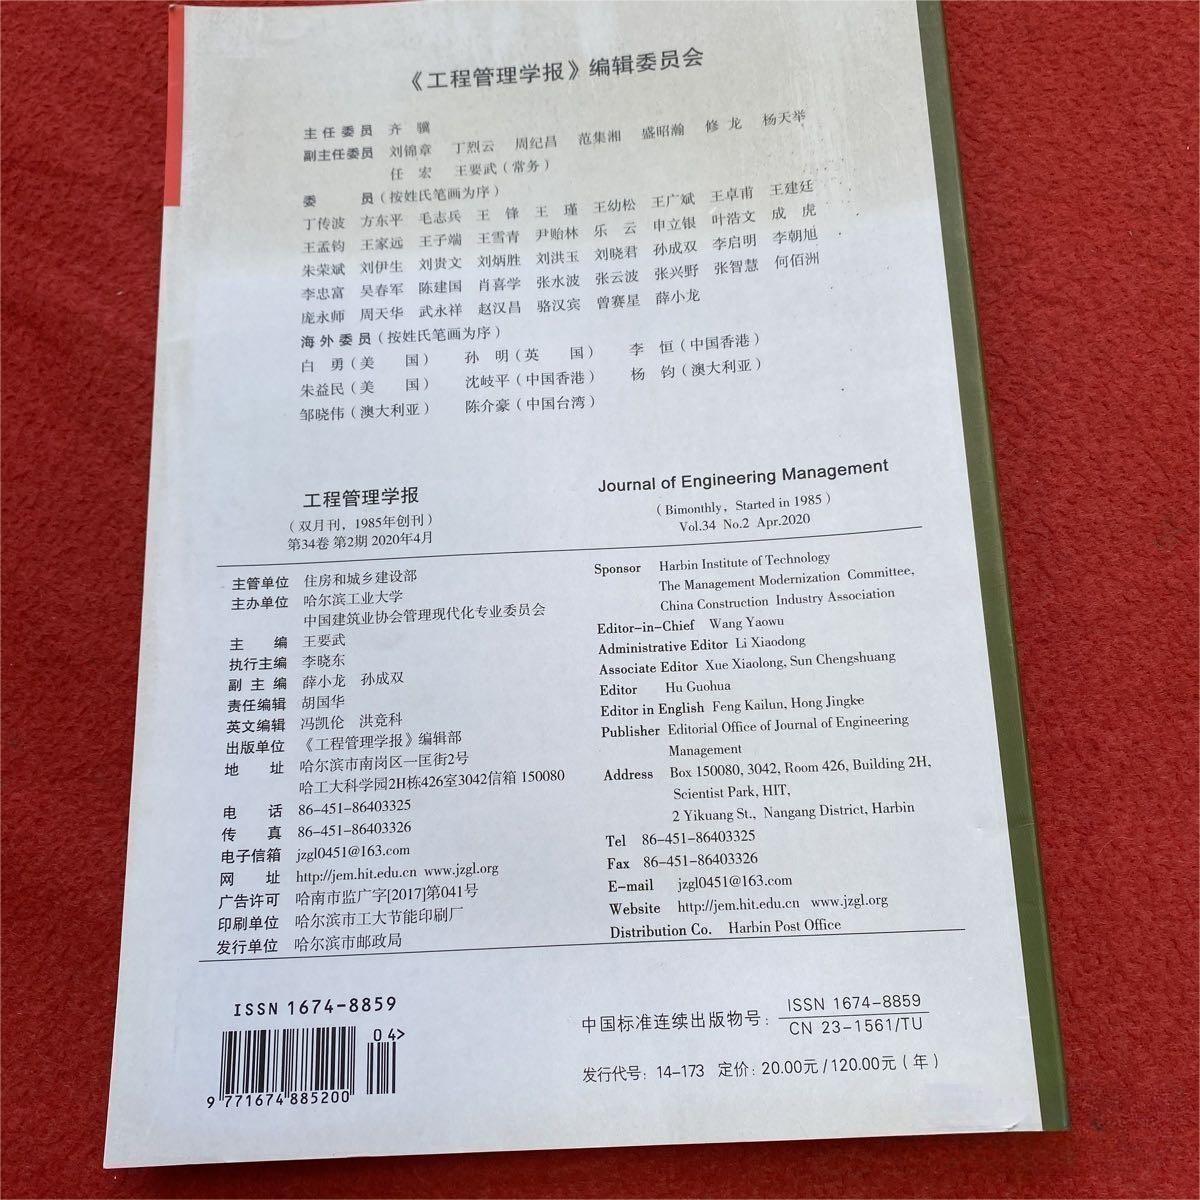 《工程管理学报》编辑委员会
主任委员 齐 骥
副主任委员 刘锦章 丁烈云 周纪昌 范集湘 盛昭瀚 修 龙 杨天举
任 宏 王要武(常务)
委 员(按姓氏笔画为序)
丁传波 方东平 毛志兵 王 锋 王 瑾 王幼松 王广斌 王卓甫 王建廷
王孟钧 王家远 王子端 王雪青 尹贻林 乐 云 申立银 叶浩文 成 虎
朱荣斌 刘伊生 刘贵文 刘炳胜 刘洪玉 刘晓君 孙成双 李启明 李朝旭
李忠富 吴春军 陈建国 肖喜学 张水波 张云波 张兴野 张智慧 何佰洲
庞永师 周天华 武永祥 赵汉昌 骆汉宾 曾赛星 薛小龙
海外委员(按姓氏笔画为序)
白 勇(美 国) 孙 明(英 国) 李 恒(中国香港)
朱益民(美 国) 沈岐平(中国香港) 杨 钧(澳大利亚)
邹晓伟(澳大利亚) 陈介豪(中国台湾)
工程管理学报
(双月刊, 1985年创刊)
第34卷 第2期 2020年4月
主管单位 住房和城乡建设部
主办单位 哈尔滨工业大学
中国建筑业协会管理现代化专业委员会
主 编 王要武
执行主编 李晓东
副 主 编 薛小龙 孙成双
责任编辑 胡国华
英文编辑 冯凯伦 洪竞科
出版单位 《工程管理学报》编辑部
地 址 哈尔滨市南岗区一匡街2号
哈工大科学园2H栋426室3042信箱 150080
电 话 86-451-86403325
传 真 86-451-86403326
电子信箱 jzgl0451@163.com
网 址 http://jem.hit.edu.cn www.jzgl.org
广告许可 哈南市监广字[2017]第041号
印刷单位 哈尔滨市工大节能印刷厂
发行单位 哈尔滨市邮政局
Journal of Engineering Management
(Bimonthly, Started in 1985)
Vol.34 No.2 Apr.2020
Sponsor Harbin Institute of Technology
The Management Modernization Committee,
China Construction Industry Association
Editor-in-Chief Wang Yaowu
Administrative Editor Li Xiaodong
Associate Editor Xue Xiaolong, Sun Chengshuang
Editor Hu Guohua
Editor in English Feng Kailun, Hong Jingke
Publisher Editorial Office of Journal of Engineering
Management
Address Box 150080, 3042, Room 426, Building 2H,
Scientist Park, HIT,
2 Yikuang St., Nangang District, Harbin
Tel 86-451-86403325
Fax 86-451-86403326
E-mail jzgl0451@163.com
Website http://jem.hit.edu.cn www.jzgl.org
Distribution Co. Harbin Post Office
ISSN 1674-8859
04>
9 771674 885200
中国标准连续出版物号: ISSN 1674-8859
CN 23-1561/TU
发行代号: 14-173 定价: 20.00元/120.00元(年)